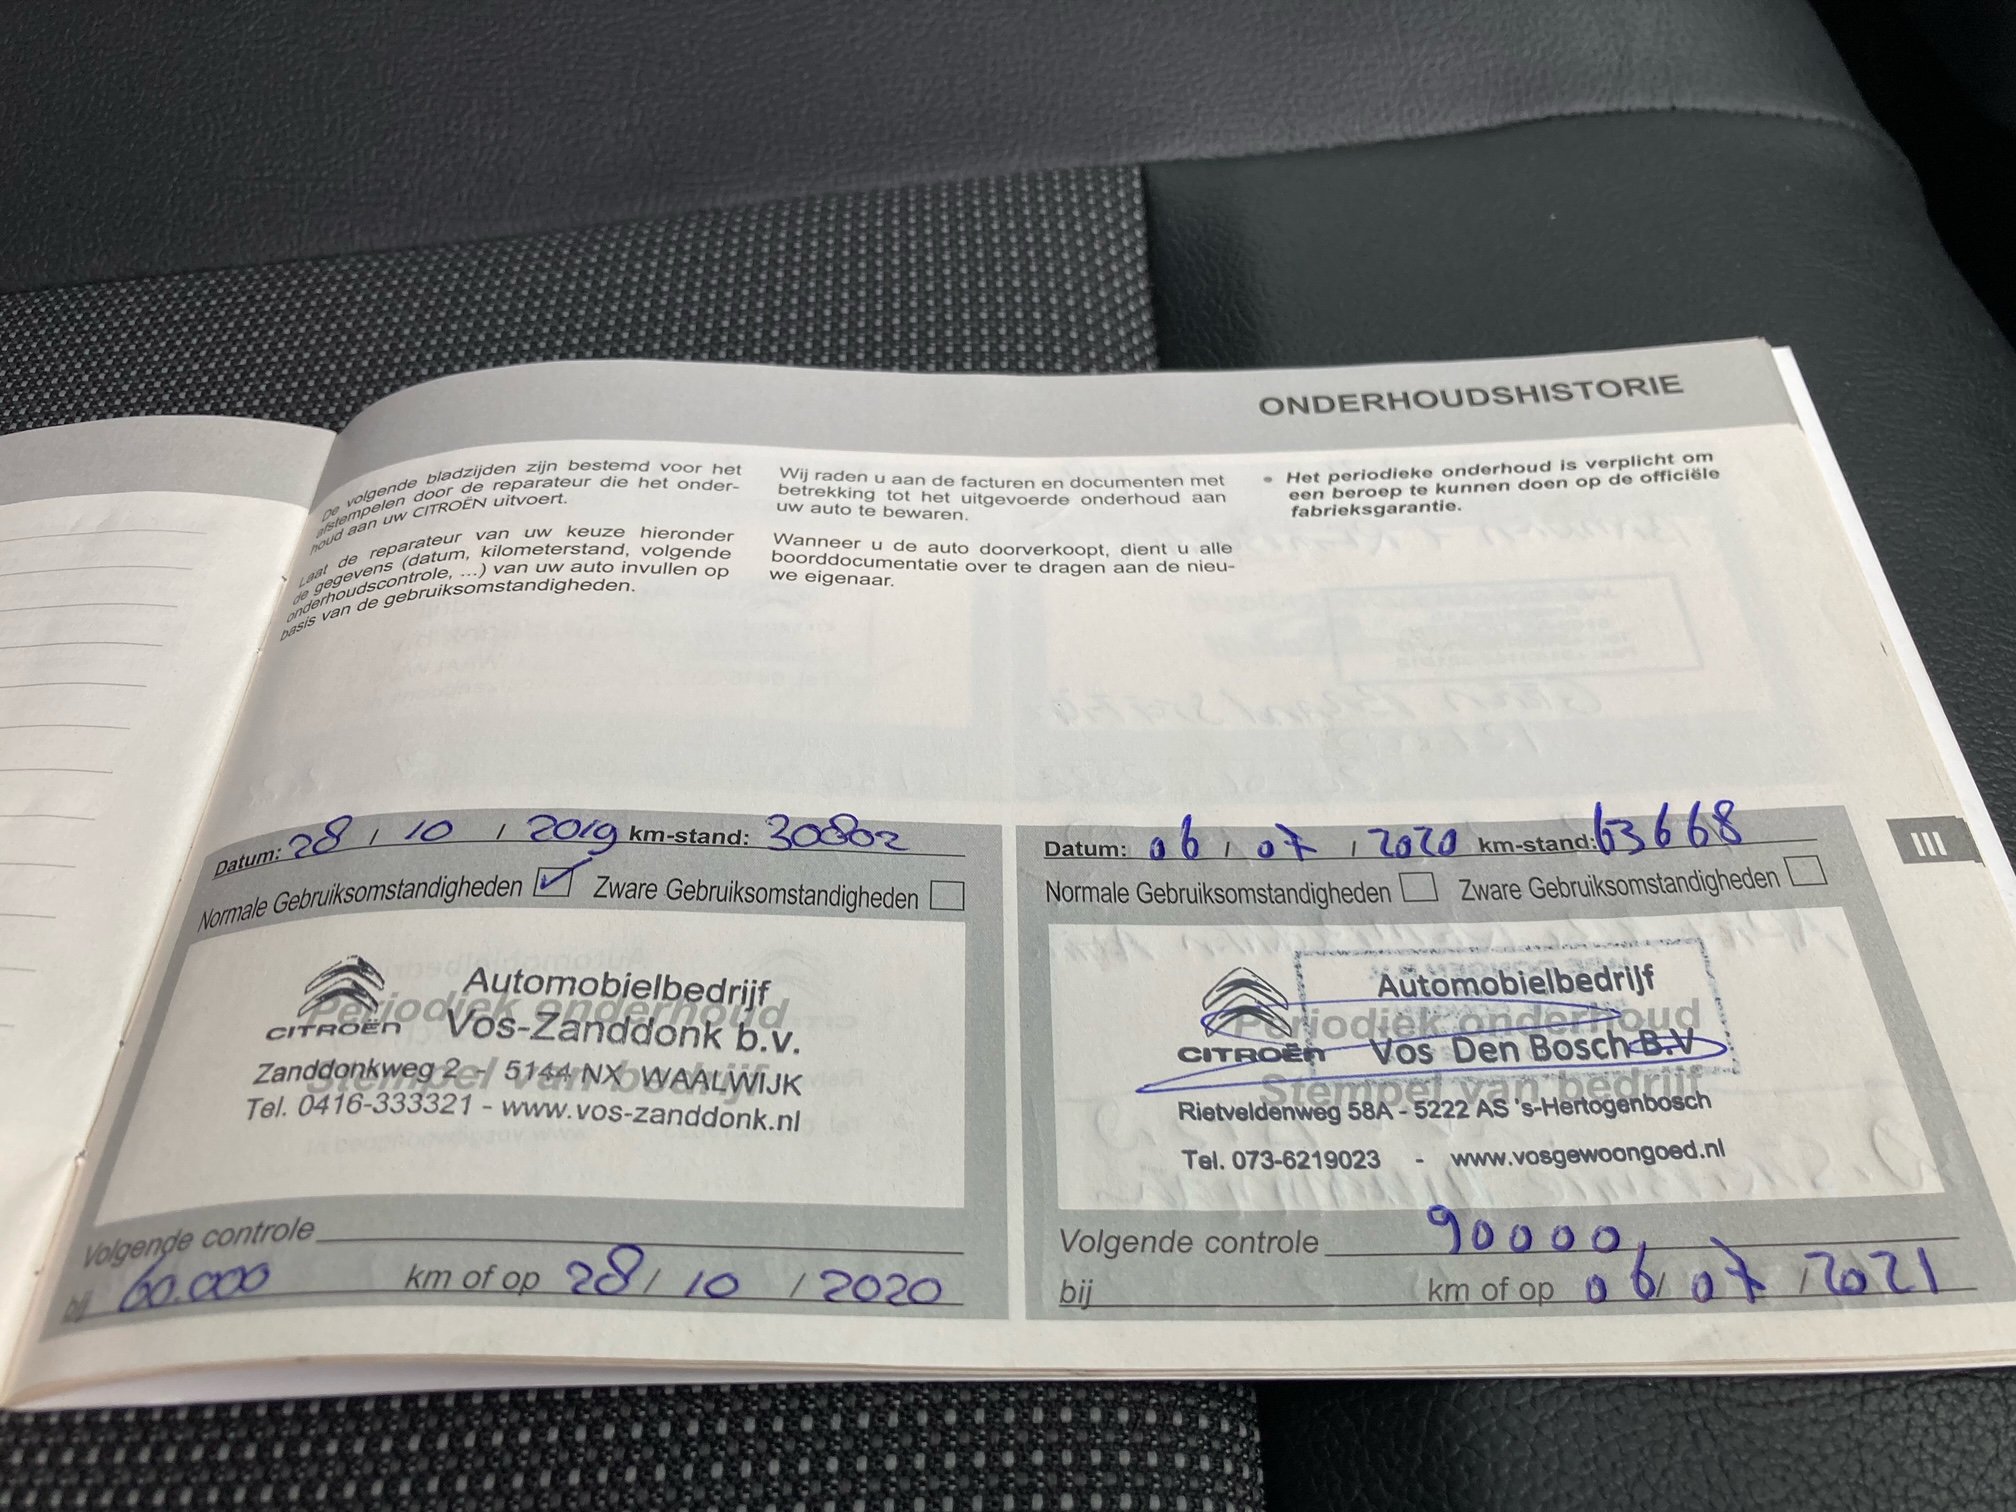 ONDERHOUDSHISTORIE
De volgende bladzijden zijn bestemd voor het
afstempelen door de reparateur die het onder-
houd aan uw CITROËN uitvoert.
Laat de reparateur van uw keuze hieronder
de gegevens (datum, kilometerstand, volgende
onderhoudscontrole, ...) van uw auto invullen op
basis van de gebruiksomstandigheden.
Wij raden u aan de facturen en documenten met
betrekking tot het uitgevoerde onderhoud aan
uw auto te bewaren.
Wanneer u de auto doorverkoopt, dient u alle
boorddocumentatie over te dragen aan de nieu-
we eigenaar.
• Het periodieke onderhoud is verplicht om
een beroep te kunnen doen op de officiële
fabrieksgarantie.
Datum: 28 / 10 / 2019 km-stand: 30802
Normale Gebruiksomstandigheden Zware Gebruiksomstandigheden
Periodiek onderhoud
Stempel van bedrijf
Automobielbedrijf
CITROËN Vos-Zanddonk b.v.
Zanddonkweg 2 - 5144 NX WAALWIJK
Tel. 0416-333321 - www.vos-zanddonk.nl
Volgende controle
bij 60.000 km of op 28 / 10 / 2020
Datum: 06 / 07 / 2020 km-stand: 63668
Normale Gebruiksomstandigheden Zware Gebruiksomstandigheden
Periodiek onderhoud
Stempel van bedrijf
Automobielbedrijf
CITROËN Vos Den Bosch B.V
Rietveldenweg 58A - 5222 AS 's-Hertogenbosch
Tel. 073-6219023 - www.vosgewoongoed.nl
Volgende controle 90000,
bij km of op 06 / 07 / 2021
III